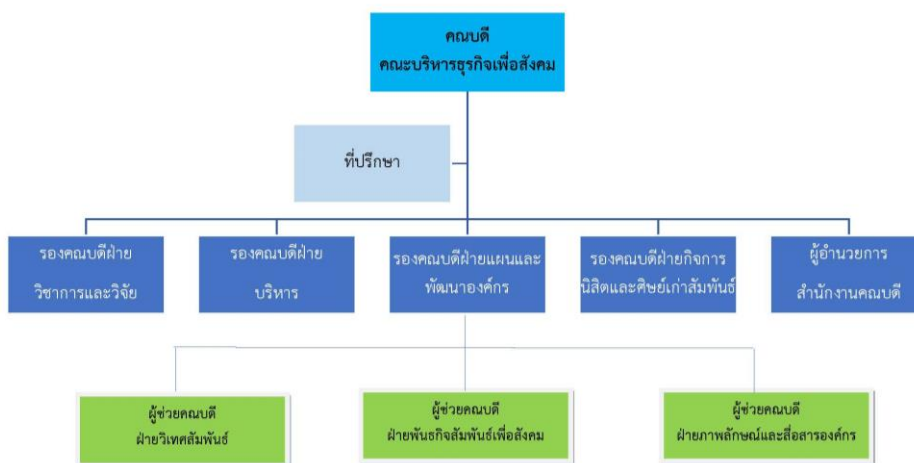 คณบดี
คณะบริหารธุรกิจเพื่อสังคม
ที่ปรึกษา
รองคณบดีฝ่าย
วิชาการและวิจัย
รองคณบดีฝ่าย
บริหาร
รองคณบดีฝ่ายแผนและ
พัฒนาองค์กร
รองคณบดีฝ่ายกิจการ
นิสิตและศิษย์เก่าสัมพันธ์
ผู้อำนวยการ
สำนักงานคณบดี
ผู้ช่วยคณบดี
ฝ่ายวิเทศสัมพันธ์
ผู้ช่วยคณบดี
ฝ่ายพันธกิจสัมพันธ์เพื่อสังคม
ผู้ช่วยคณบดี
ฝ่ายภาพลักษณ์และสื่อสารองค์กร